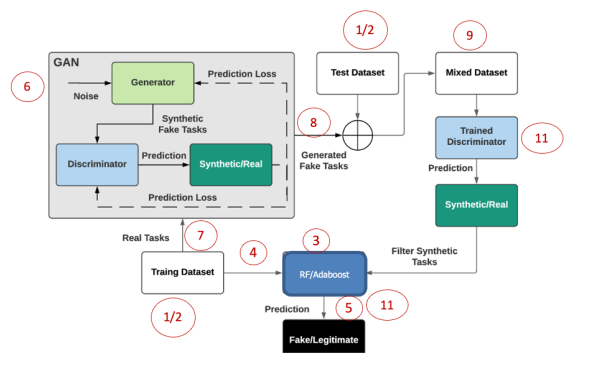 1/2
9
GAN
6
Noise
Generator
Prediction Loss
Synthetic
Fake Tasks
Discriminator
Prediction
Synthetic/Real
Prediction Loss
8
Generated
Fake Tasks
Test Dataset
Mixed Dataset
Trained
Discriminator
11
Prediction
Synthetic/Real
Real Tasks
7
4
3
Filter Synthetic
Tasks
Traing Dataset
RF/Adaboost
1/2
Prediction
5
11
Fake/Legitimate